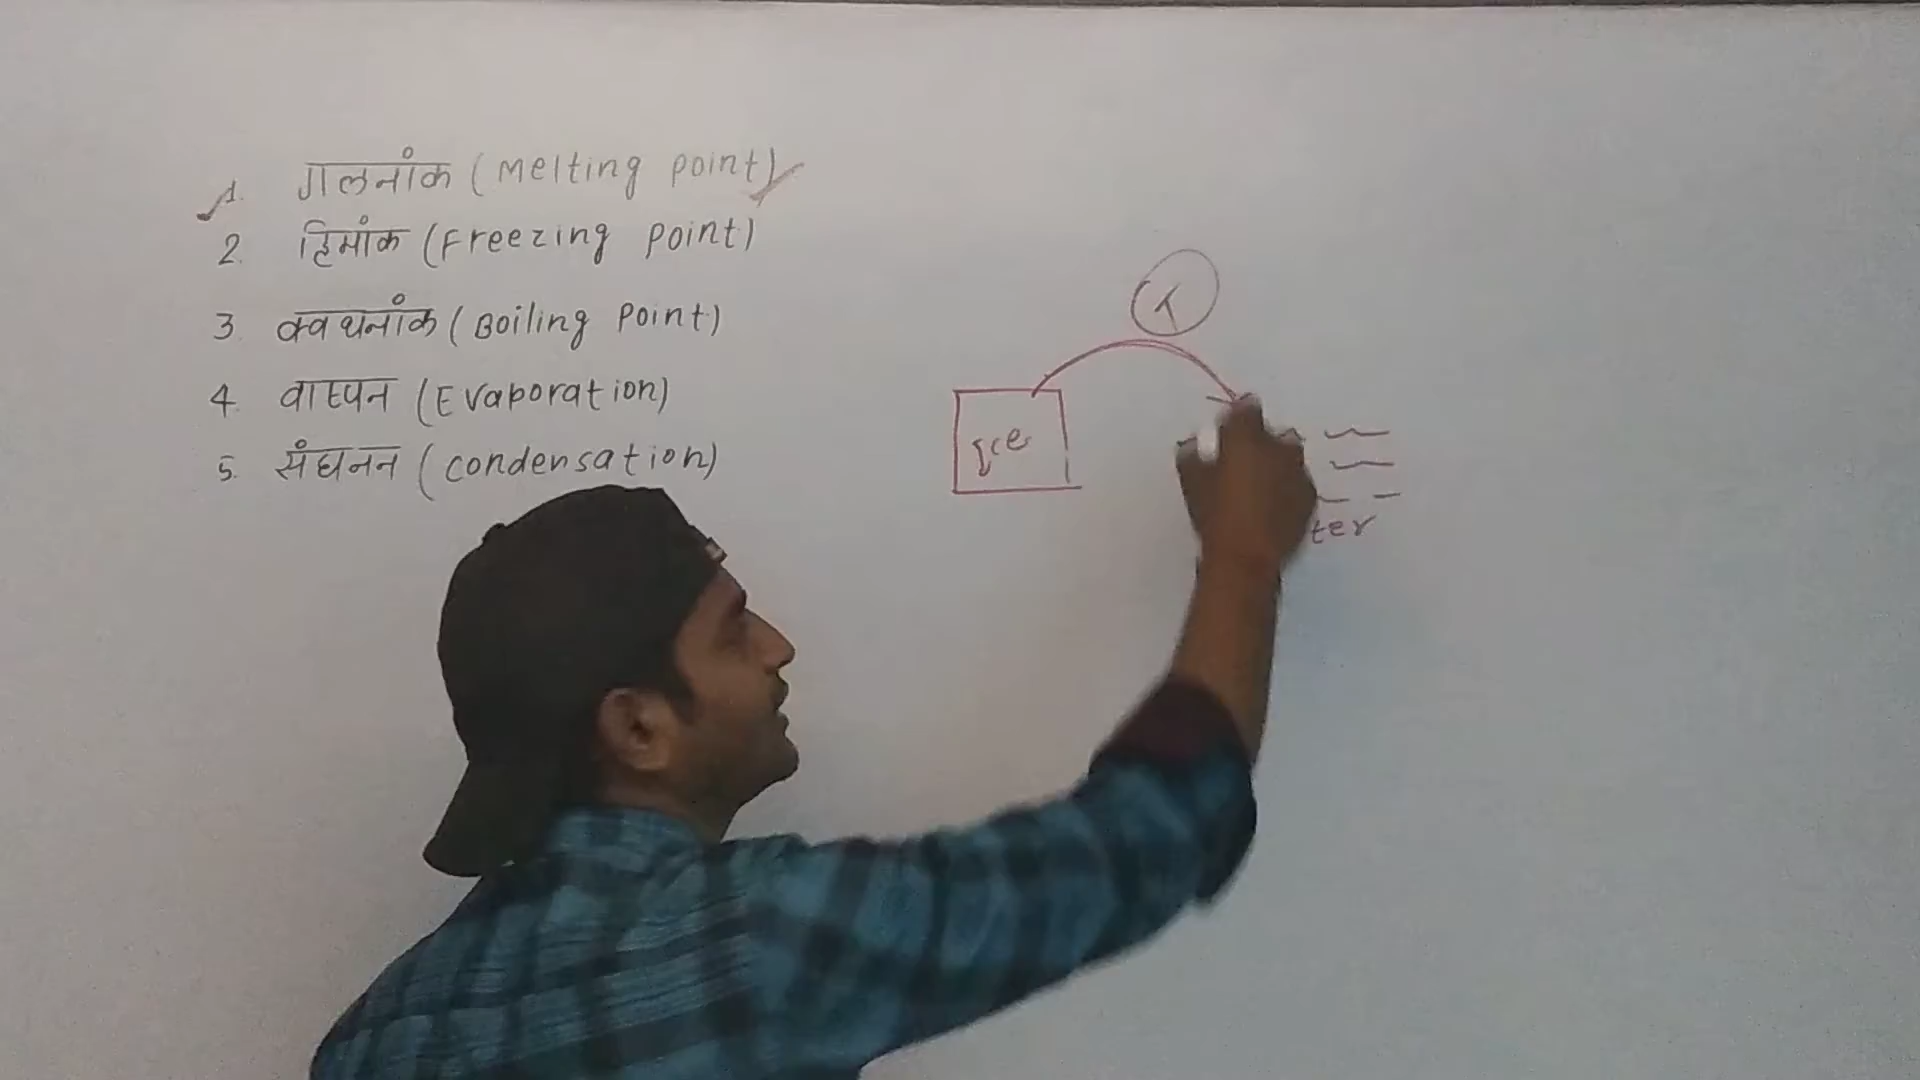 1. गलनांक (Melting point)
2. हिमांक (Freezing point)
3. क्वथनांक (Boiling point)
4. वाष्पन (Evaporation)
5. संघनन (condensation)
T
Ice
ter